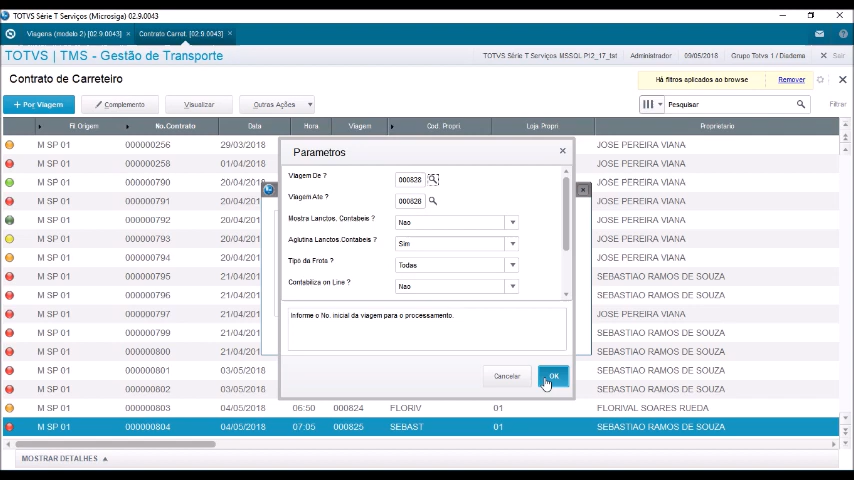 TOTVS Série T Serviços (Microsiga) 02.9.0043
Viagens (modelo 2) [02.9.0043] ×
Contrato Carret. [02.9.0043] ×
TOTVS | TMS - Gestão de Transporte
TOTVS Série T Serviços MSSQL P12_17_tst
Administrador
09/05/2018
Grupo Totvs 1 / Diadema
Sair
Contrato de Carreteiro
Há filtros aplicados ao browse
Remover
+ Por Viagem
Complemento
Visualizar
Outras Ações
Pesquisar
Filtrar
Fil.Origem No.Contrato Data Hora Viagem Cod. Propri. Loja Propri. Proprietario
M SP 01 000000256 29/03/2018 JOSE PEREIRA VIANA
M SP 01 000000258 01/04/2018 JOSE PEREIRA VIANA
M SP 01 000000790 20/04/2018 JOSE PEREIRA VIANA
M SP 01 000000791 20/04/2018 JOSE PEREIRA VIANA
M SP 01 000000792 20/04/2018 JOSE PEREIRA VIANA
M SP 01 000000793 20/04/2018 JOSE PEREIRA VIANA
M SP 01 000000794 20/04/2018 JOSE PEREIRA VIANA
M SP 01 000000795 21/04/2018 SEBASTIAO RAMOS DE SOUZA
M SP 01 000000796 21/04/2018 SEBASTIAO RAMOS DE SOUZA
M SP 01 000000797 21/04/2018 JOSE PEREIRA VIANA
M SP 01 000000799 21/04/2018 SEBASTIAO RAMOS DE SOUZA
M SP 01 000000800 21/04/2018 SEBASTIAO RAMOS DE SOUZA
M SP 01 000000801 03/05/2018 SEBASTIAO RAMOS DE SOUZA
M SP 01 000000802 03/05/2018 SEBASTIAO RAMOS DE SOUZA
M SP 01 000000803 04/05/2018 06:50 000824 FLORIV 01 FLORIVAL SOARES RUEDA
M SP 01 000000804 04/05/2018 07:05 000825 SEBAST 01 SEBASTIAO RAMOS DE SOUZA
MOSTRAR DETALHES
Parametros
Viagem De ? 000828
Viagem Ate ? 000828
Mostra Lanctos. Contabeis ? Nao
Aglutina Lanctos.Contabeis ? Sim
Tipo da Frota ? Todas
Contabiliza on Line ? Nao
Informe o No. inicial da viagem para o processamento.
Cancelar
OK